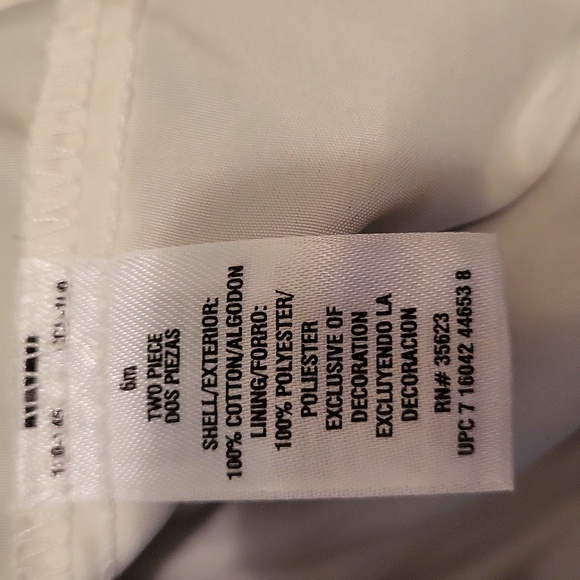 6m
TWO PIECE
DOS PIEZAS
SHELL/EXTERIOR:
100% COTTON/ALGODON
LINING/FORRO:
100% POLYESTER/
POLIESTER
EXCLUSIVE OF
DECORATION
EXCLUYENDO LA
DECORACION
RN# 35623
UPC 7 16042 44653 8